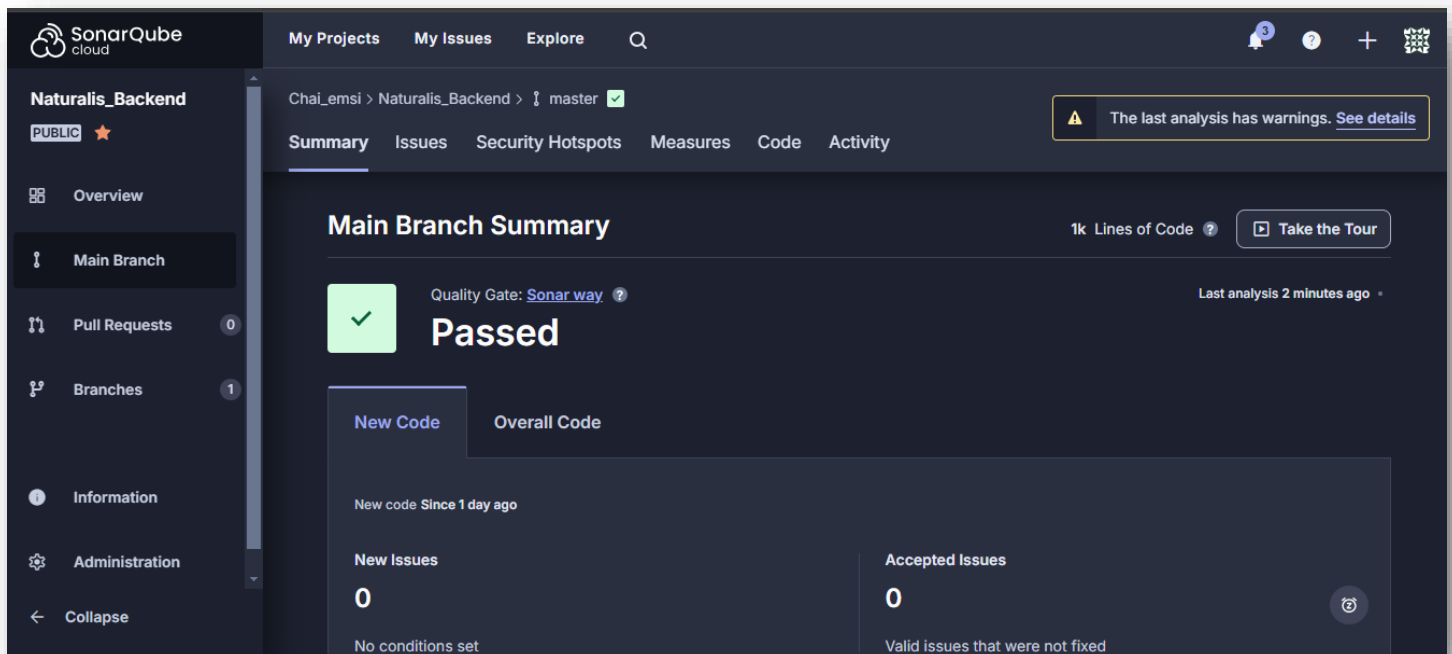 SonarQube
cloud
My Projects My Issues Explore
3
?
Naturalis_Backend
PUBLIC
Chai_emsi > Naturalis_Backend > master
The last analysis has warnings. See details
Summary Issues Security Hotspots Measures Code Activity
Overview
Main Branch
Pull Requests 0
Branches 1
Information
Administration
Collapse
Main Branch Summary
1k Lines of Code ?
Take the Tour
Quality Gate: Sonar way ?
Passed
Last analysis 2 minutes ago
New Code Overall Code
New code Since 1 day ago
New Issues
0
No conditions set
Accepted Issues
0
Valid issues that were not fixed